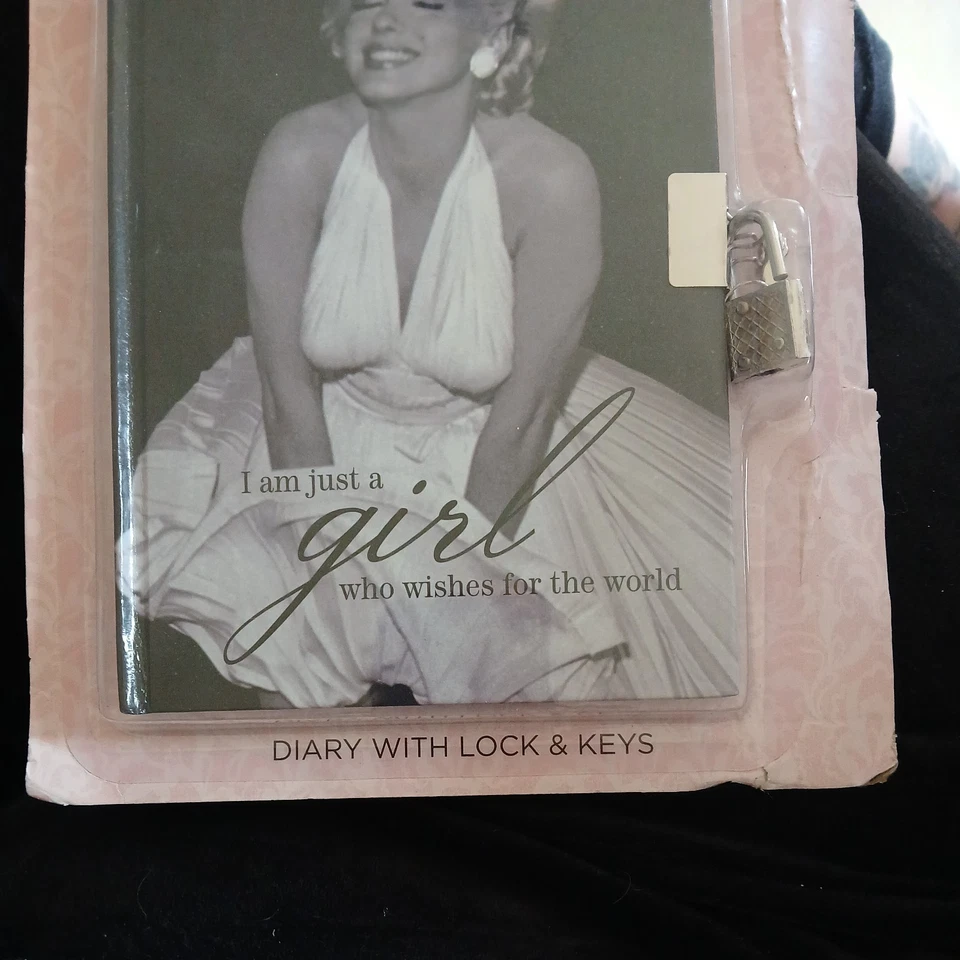 I am just a
girl
who wishes for the world
DIARY WITH LOCK & KEYS